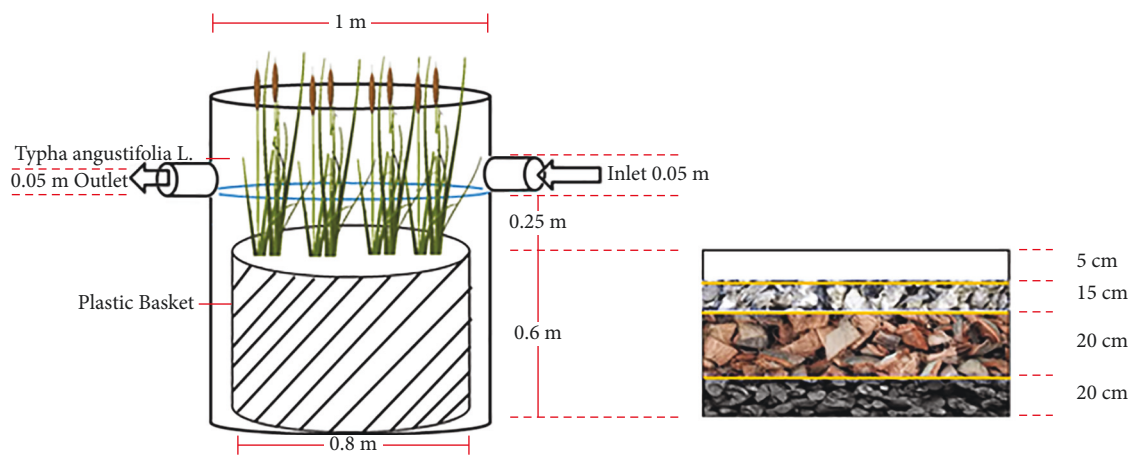 1 m
Typha angustifolia L.
0.05 m Outlet
Inlet 0.05 m
0.25 m
Plastic Basket
0.6 m
0.8 m
5 cm
15 cm
20 cm
20 cm